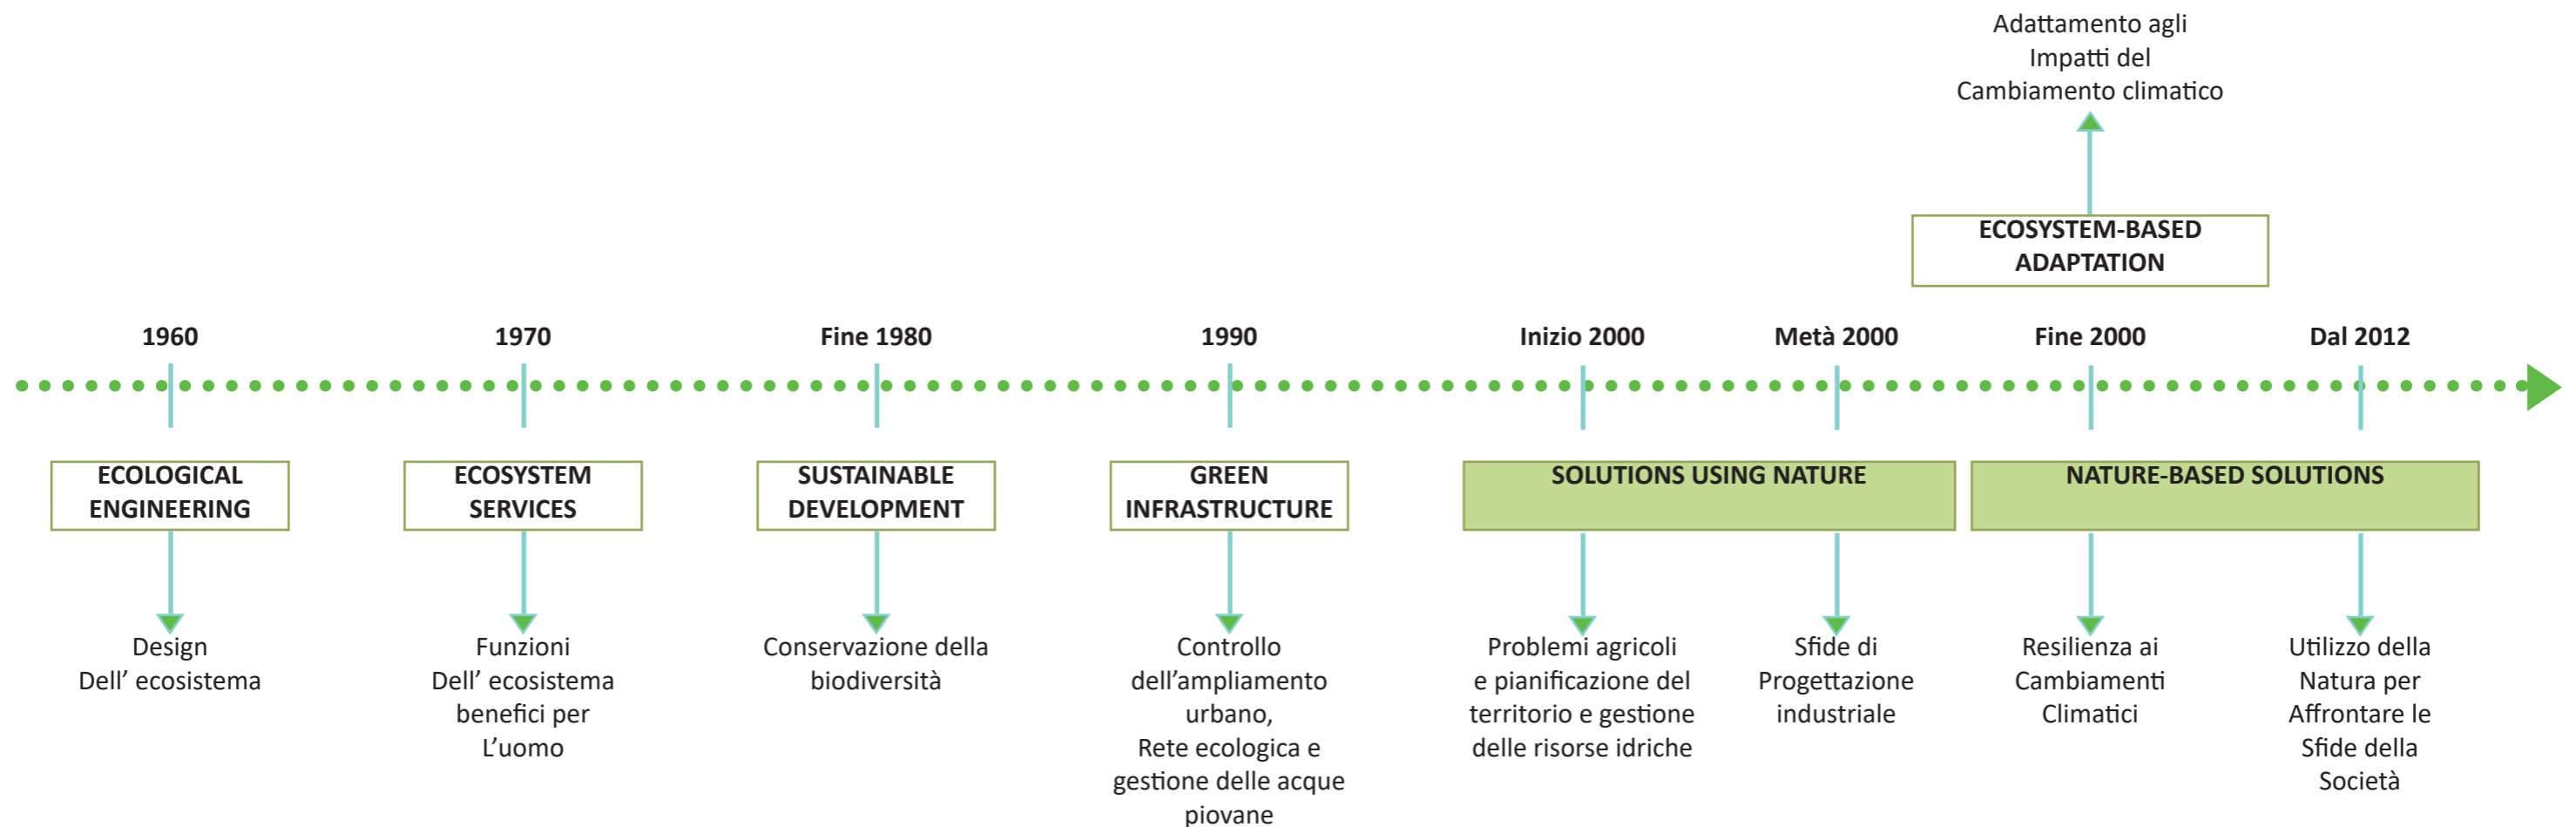 Adattamento agli
Impatti del
Cambiamento climatico
ECOSYSTEM-BASED
ADAPTATION
1960
1970
Fine 1980
1990
Inizio 2000
Metà 2000
Fine 2000
Dal 2012
ECOLOGICAL
ENGINEERING
ECOSYSTEM
SERVICES
SUSTAINABLE
DEVELOPMENT
GREEN
INFRASTRUCTURE
SOLUTIONS USING NATURE
NATURE-BASED SOLUTIONS
Design
Dell’ ecosistema
Funzioni
Dell’ ecosistema
benefici per
L’uomo
Conservazione della
biodiversità
Controllo
dell’ampliamento
urbano,
Rete ecologica e
gestione delle acque
piovane
Problemi agricoli
e pianificazione del
territorio e gestione
delle risorse idriche
Sfide di
Progettazione
industriale
Resilienza ai
Cambiamenti
Climatici
Utilizzo della
Natura per
Affrontare le
Sfide della
Società